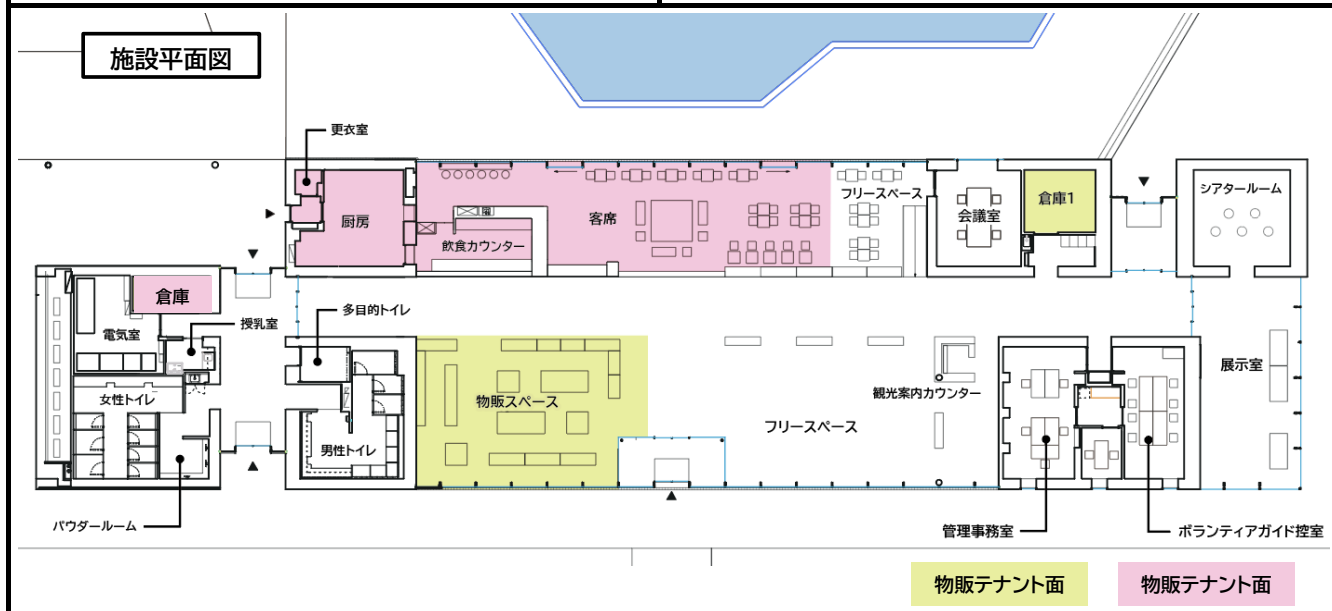 施設平面図
更衣室
厨房
飲食カウンター
客席
フリースペース
会議室
倉庫1
シアタールーム
倉庫
電気室
授乳室
多目的トイレ
女性トイレ
男性トイレ
物販スペース
フリースペース
観光案内カウンター
展示室
パウダールーム
管理事務室
ボランティアガイド控室
物販テナント面
物販テナント面